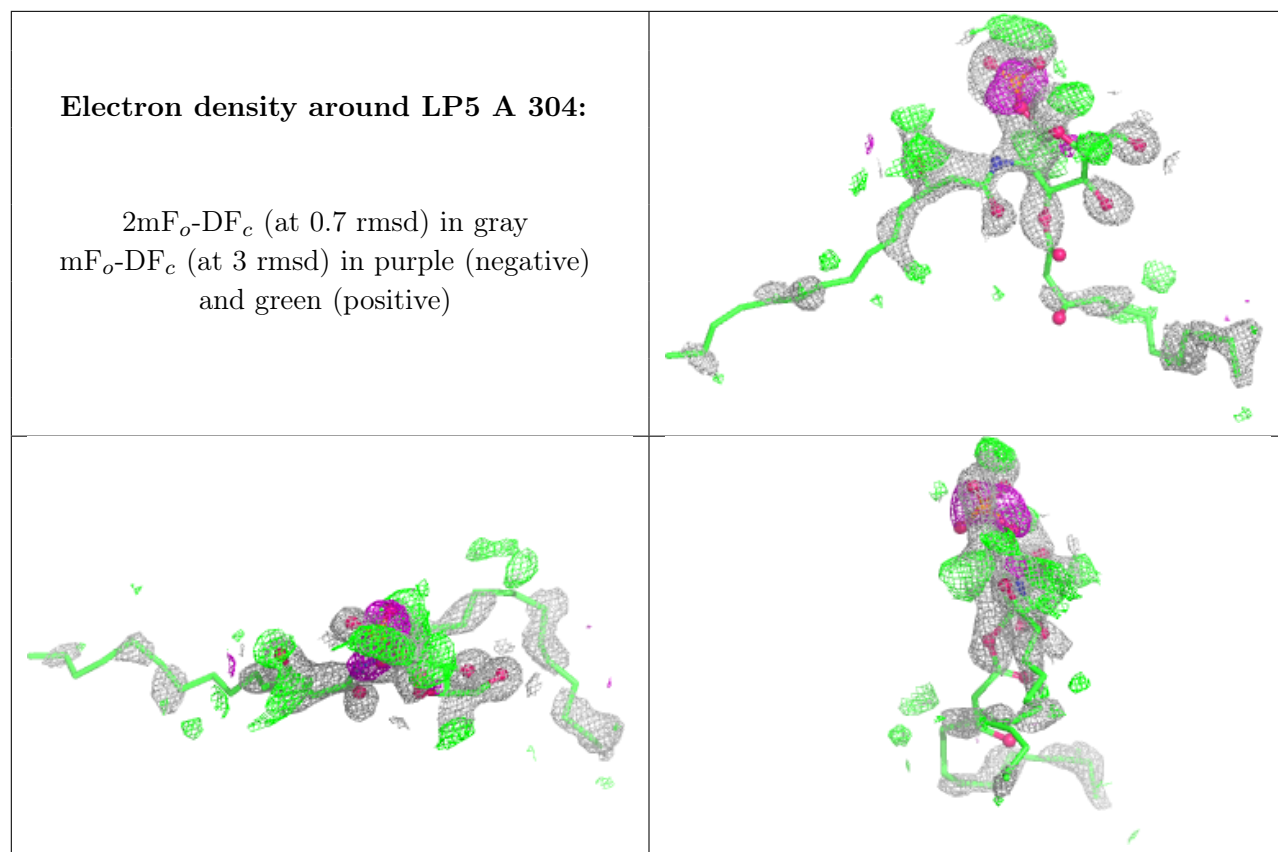 Electron density around LP5 A 304:
2mFo-DFc (at 0.7 rmsd) in gray
mFo-DFc (at 3 rmsd) in purple (negative)
and green (positive)